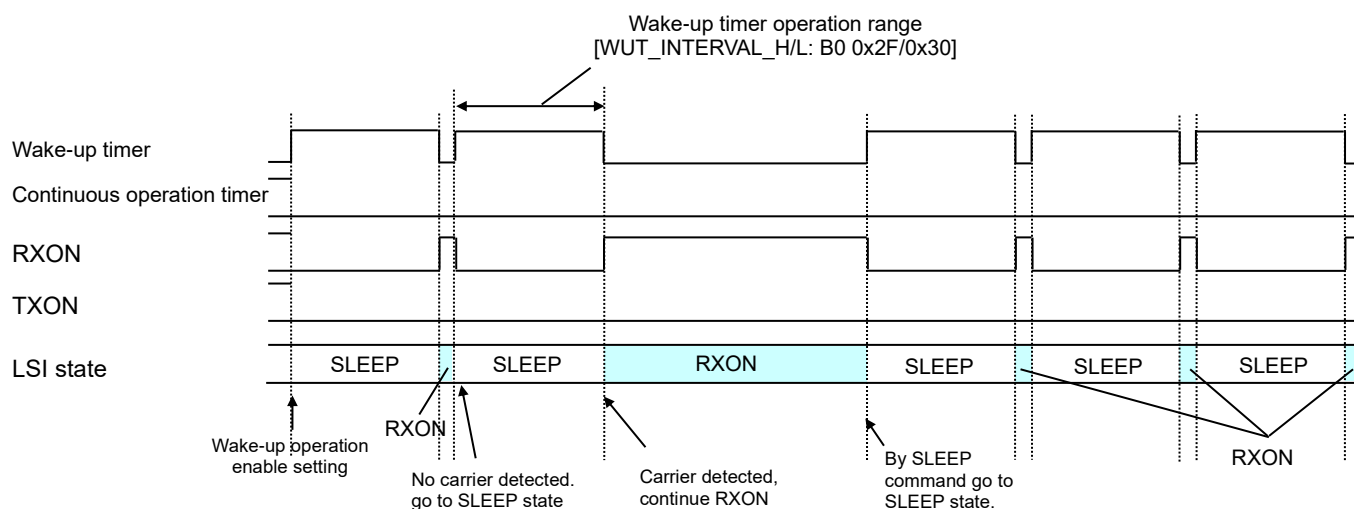 Wake-up timer operation range
[WUT_INTERVAL_H/L: B0 0x2F/0x30]
Wake-up timer
Continuous operation timer
RXON
TXON
LSI state
SLEEP
SLEEP
RXON
SLEEP
SLEEP
SLEEP
Wake-up operation
enable setting
RXON
No carrier detected.
go to SLEEP state
Carrier detected,
continue RXON
By SLEEP
command go to
SLEEP state.
RXON